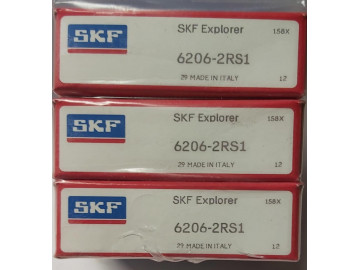 SKF
SKF Explorer
158X
6206-2RS1
29 MADE IN ITALY
12
SKF
SKF Explorer
158X
6206-2RS1
29 MADE IN ITALY
12
SKF
SKF Explorer
158X
6206-2RS1
29 MADE IN ITALY
12